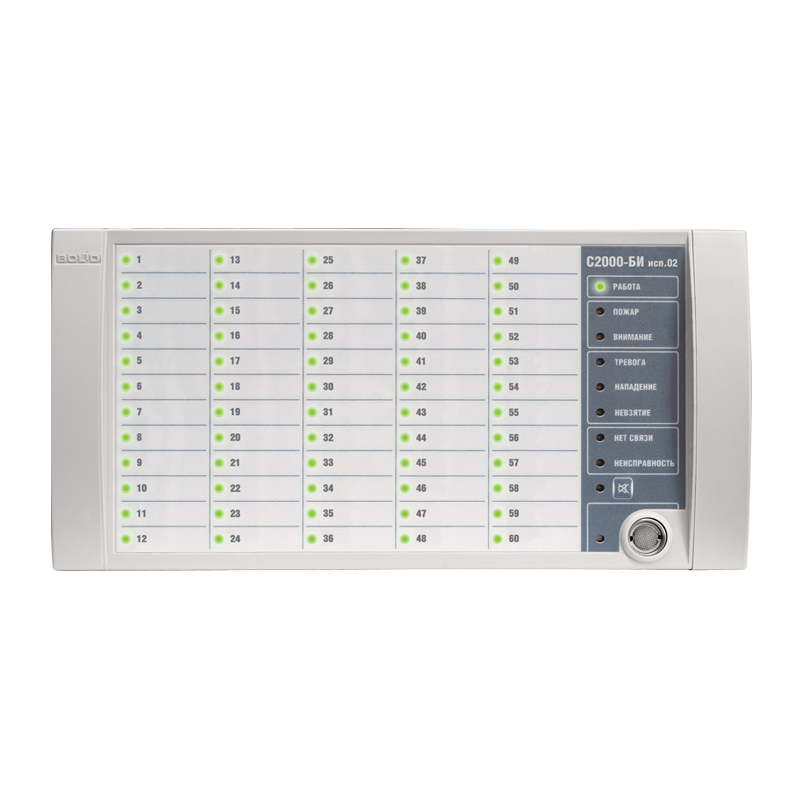 BOLID
1 13 25 37 49
2 14 26 38 50
3 15 27 39 51
4 16 28 40 52
5 17 29 41 53
6 18 30 42 54
7 19 31 43 55
8 20 32 44 56
9 21 33 45 57
10 22 34 46 58
11 23 35 47 59
12 24 36 48 60
С2000-БИ исп.02
РАБОТА
ПОЖАР
ВНИМАНИЕ
ТРЕВОГА
НАПАДЕНИЕ
НЕВЗЯТИЕ
НЕТ СВЯЗИ
НЕИСПРАВНОСТЬ